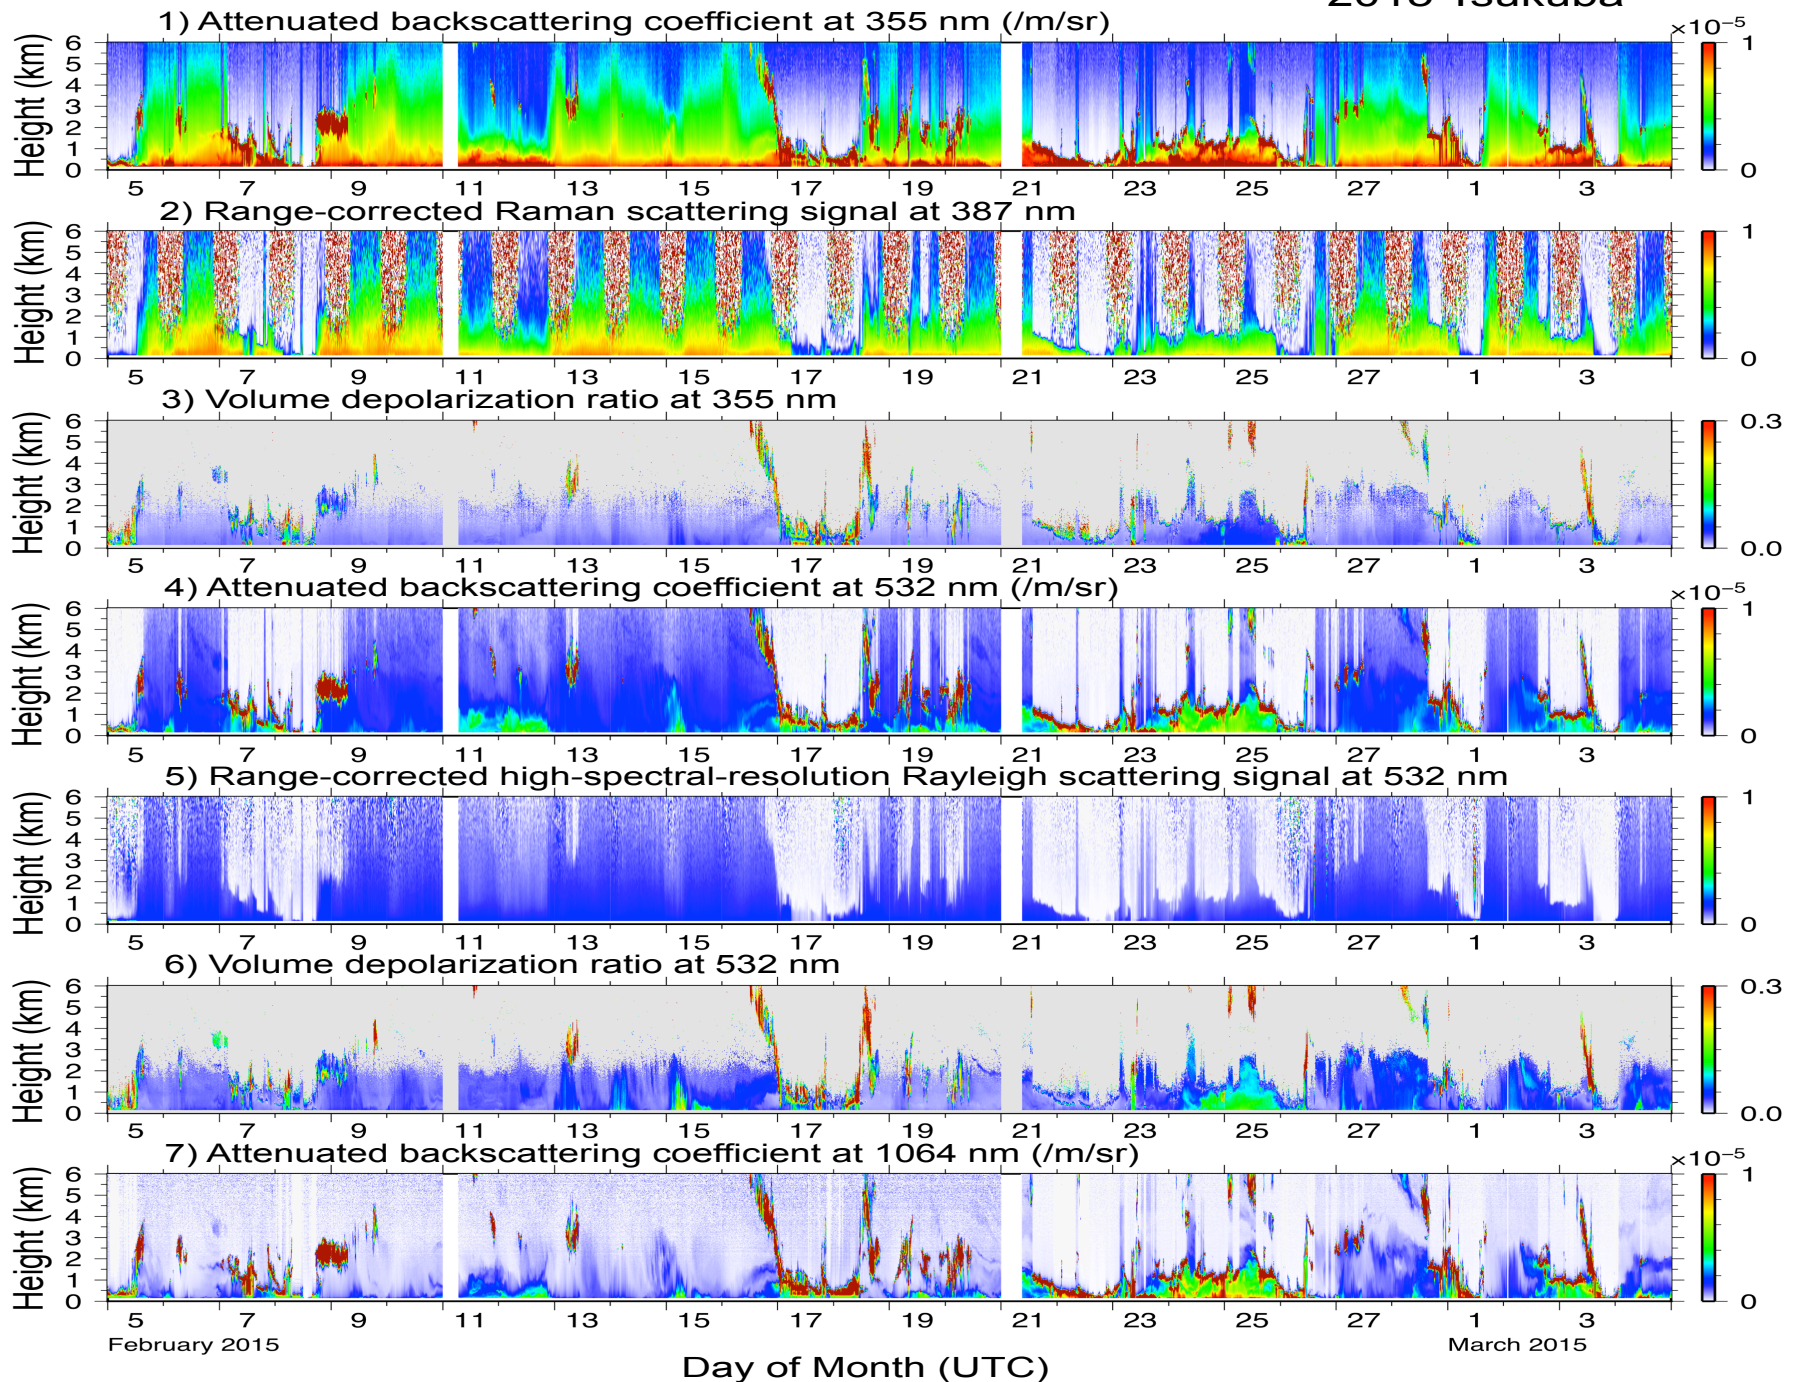 2015 Tsukuba
1) Attenuated backscattering coefficient at 355 nm (/m/sr)
×10⁻⁵
Height (km)
6
5
4
3
2
1
0
1
0
5 7 9 11 13 15 17 19 21 23 25 27 1 3
2) Range-corrected Raman scattering signal at 387 nm
Height (km)
6
5
4
3
2
1
0
1
0
5 7 9 11 13 15 17 19 21 23 25 27 1 3
3) Volume depolarization ratio at 355 nm
Height (km)
6
5
4
3
2
1
0
0.3
0.0
5 7 9 11 13 15 17 19 21 23 25 27 1 3
4) Attenuated backscattering coefficient at 532 nm (/m/sr)
×10⁻⁵
Height (km)
6
5
4
3
2
1
0
1
0
5 7 9 11 13 15 17 19 21 23 25 27 1 3
5) Range-corrected high-spectral-resolution Rayleigh scattering signal at 532 nm
Height (km)
6
5
4
3
2
1
0
1
0
5 7 9 11 13 15 17 19 21 23 25 27 1 3
6) Volume depolarization ratio at 532 nm
Height (km)
6
5
4
3
2
1
0
0.3
0.0
5 7 9 11 13 15 17 19 21 23 25 27 1 3
7) Attenuated backscattering coefficient at 1064 nm (/m/sr)
×10⁻⁵
Height (km)
6
5
4
3
2
1
0
1
0
5 7 9 11 13 15 17 19 21 23 25 27 1 3
February 2015 March 2015
Day of Month (UTC)